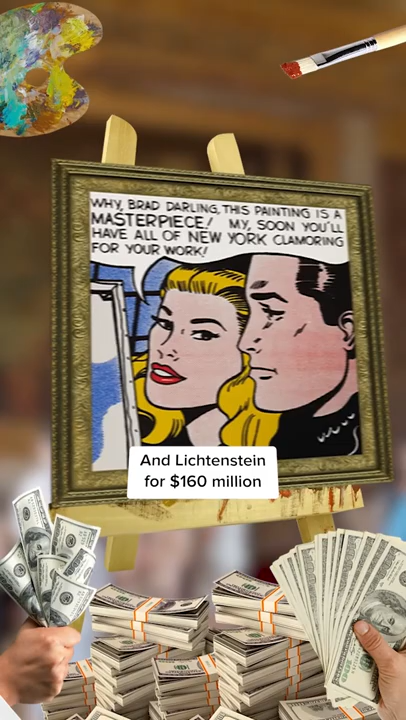 WHY, BRAD DARLING, THIS PAINTING IS A
MASTERPIECE! MY, SOON YOU'LL
HAVE ALL OF NEW YORK CLAMORING
FOR YOUR WORK!
And Lichtenstein
for $160 million